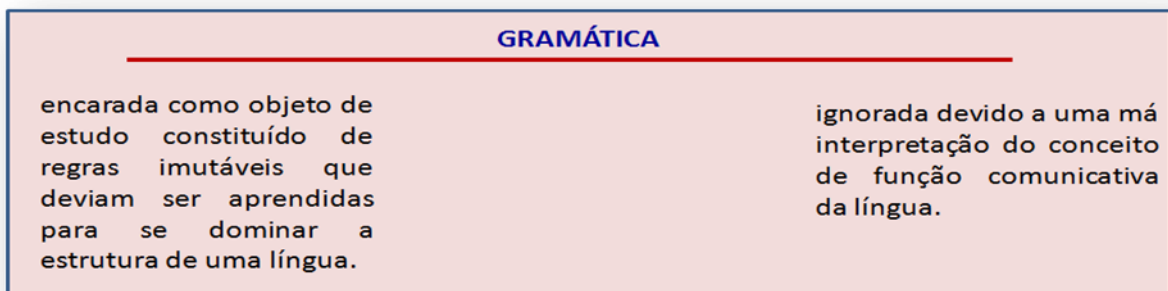 GRAMÁTICA
encarada como objeto de
estudo constituído de
regras imutáveis que
deviam ser aprendidas
para se dominar a
estrutura de uma língua.
ignorada devido a uma má
interpretação do conceito
de função comunicativa
da língua.